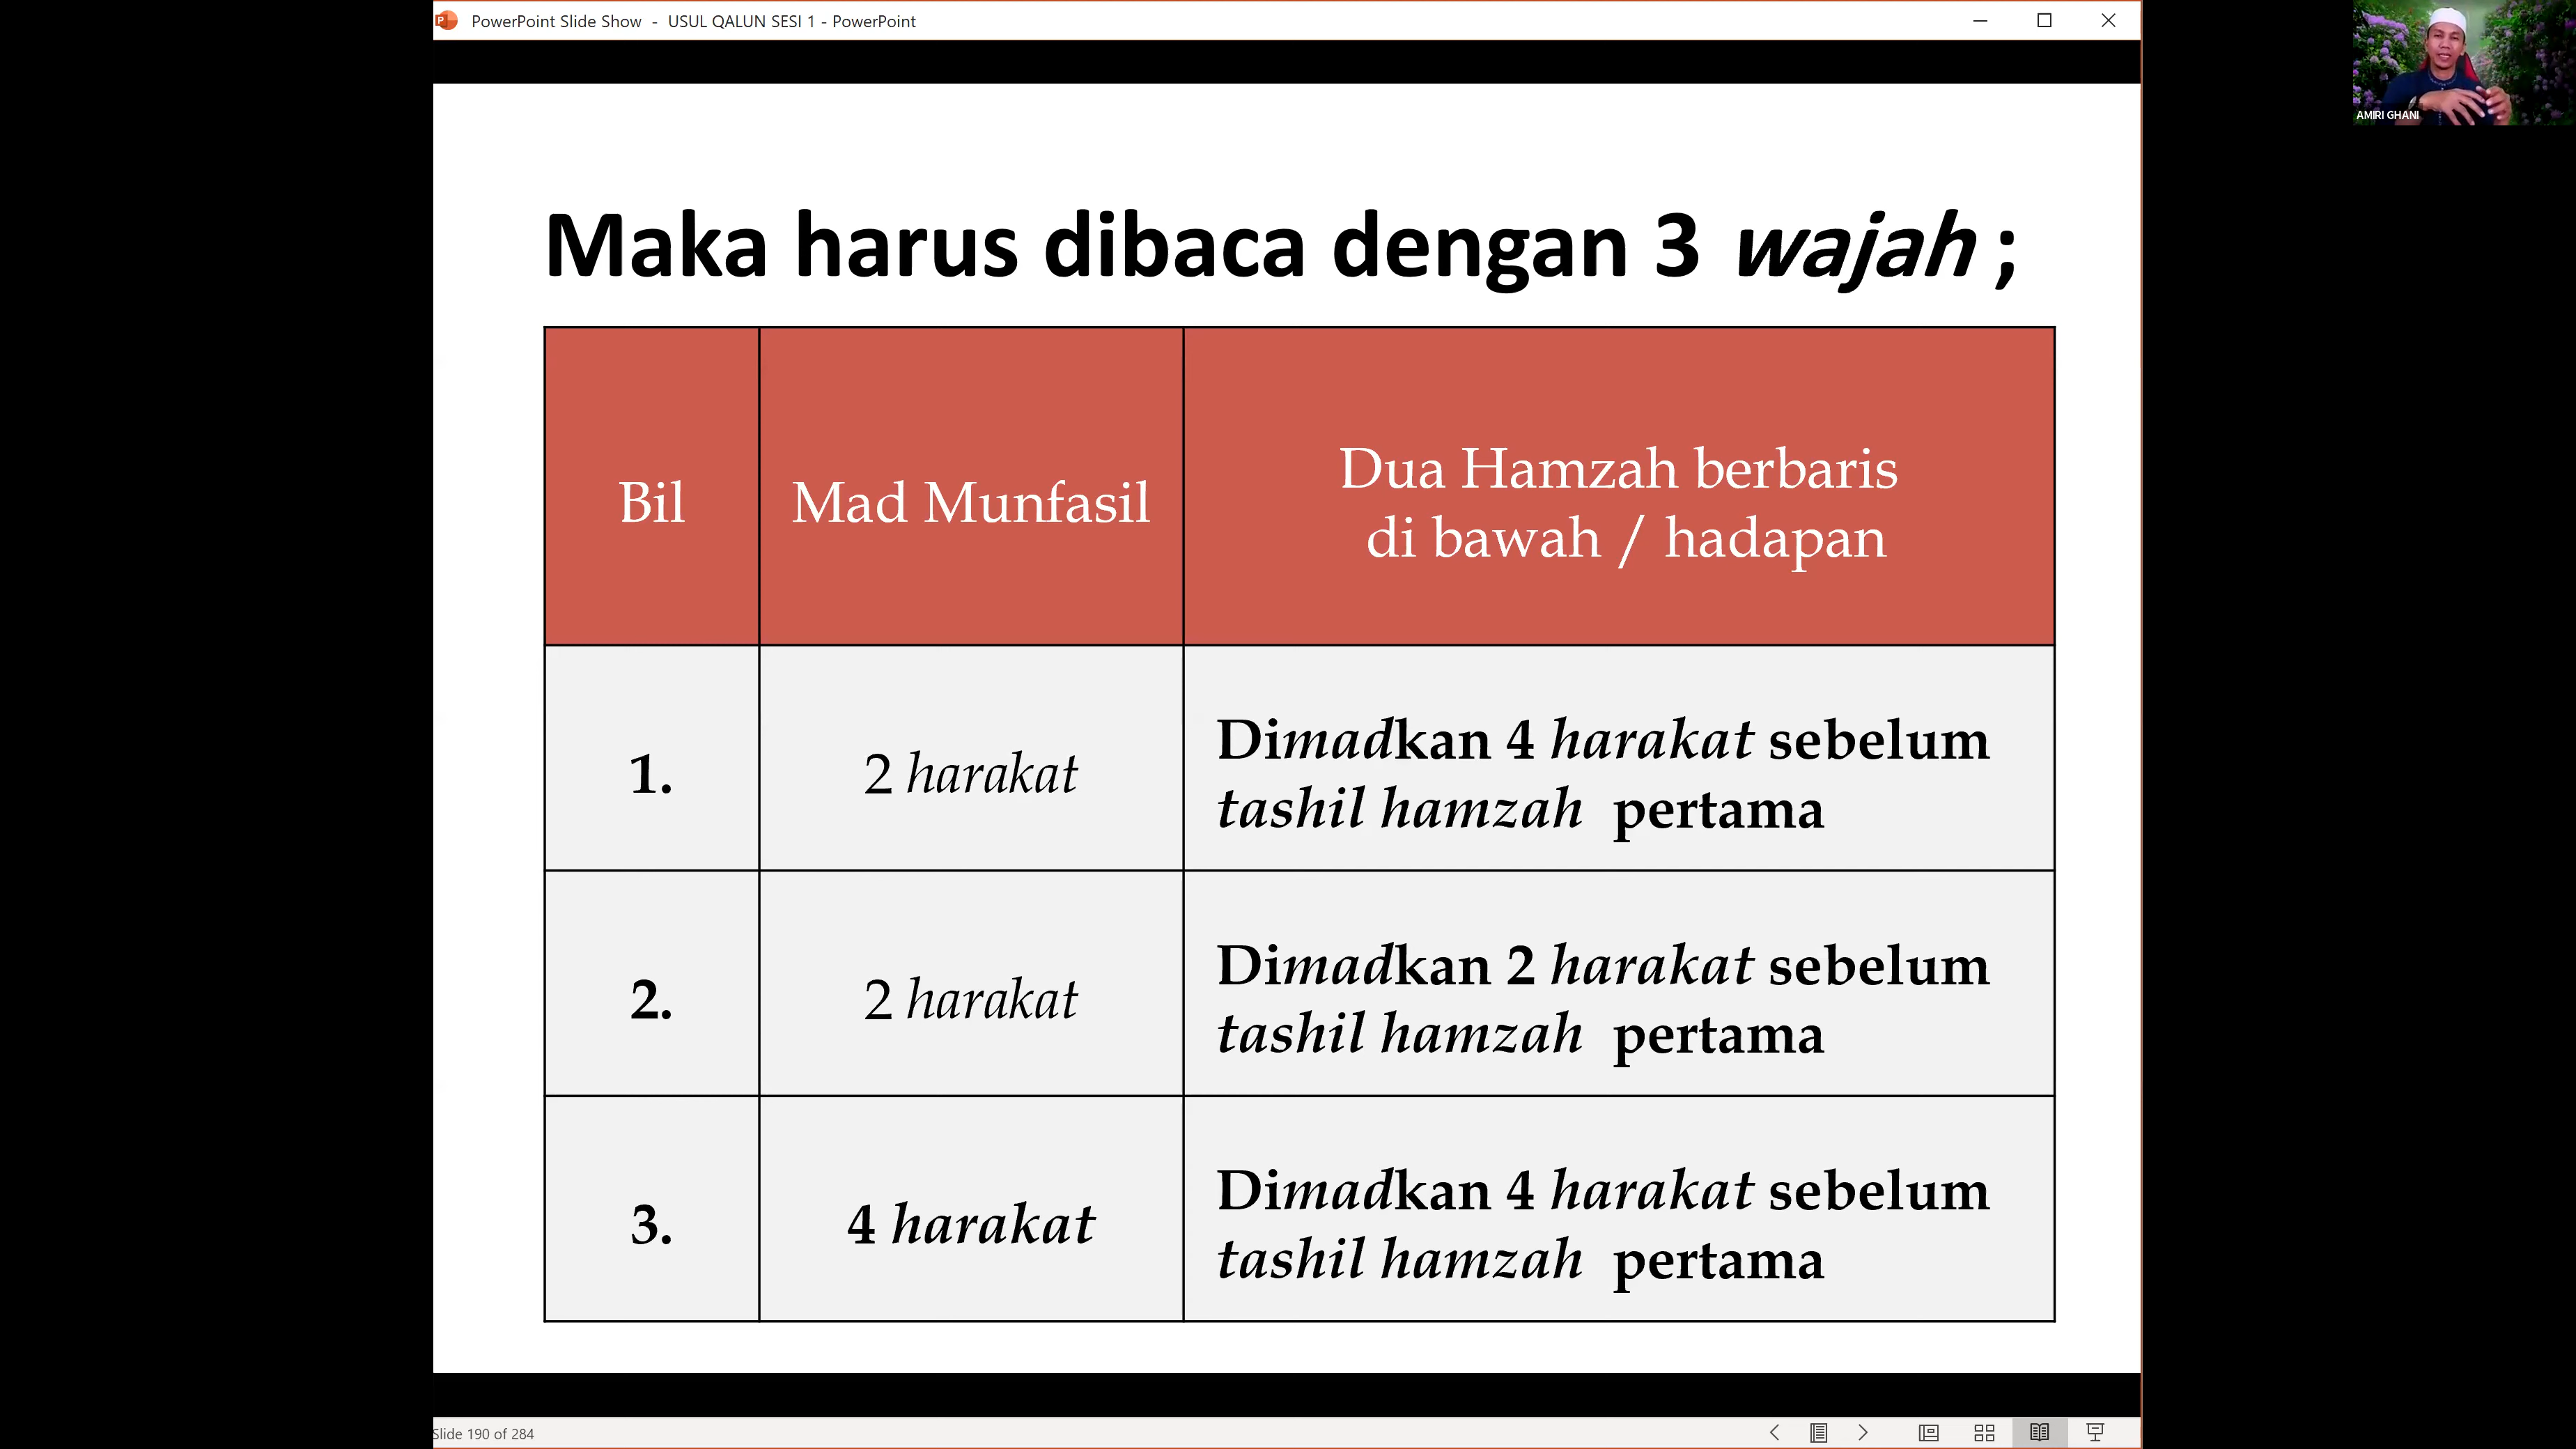 PowerPoint Slide Show - USUL QALUN SESI 1 - PowerPoint
AMIRI GHANI
Maka harus dibaca dengan 3 wajah ;
Bil
Mad Munfasil
Dua Hamzah berbaris
di bawah / hadapan
1.
2 harakat
Dimadkan 4 harakat sebelum
tashil hamzah pertama
2.
2 harakat
Dimadkan 2 harakat sebelum
tashil hamzah pertama
3.
4 harakat
Dimadkan 4 harakat sebelum
tashil hamzah pertama
Slide 190 of 284